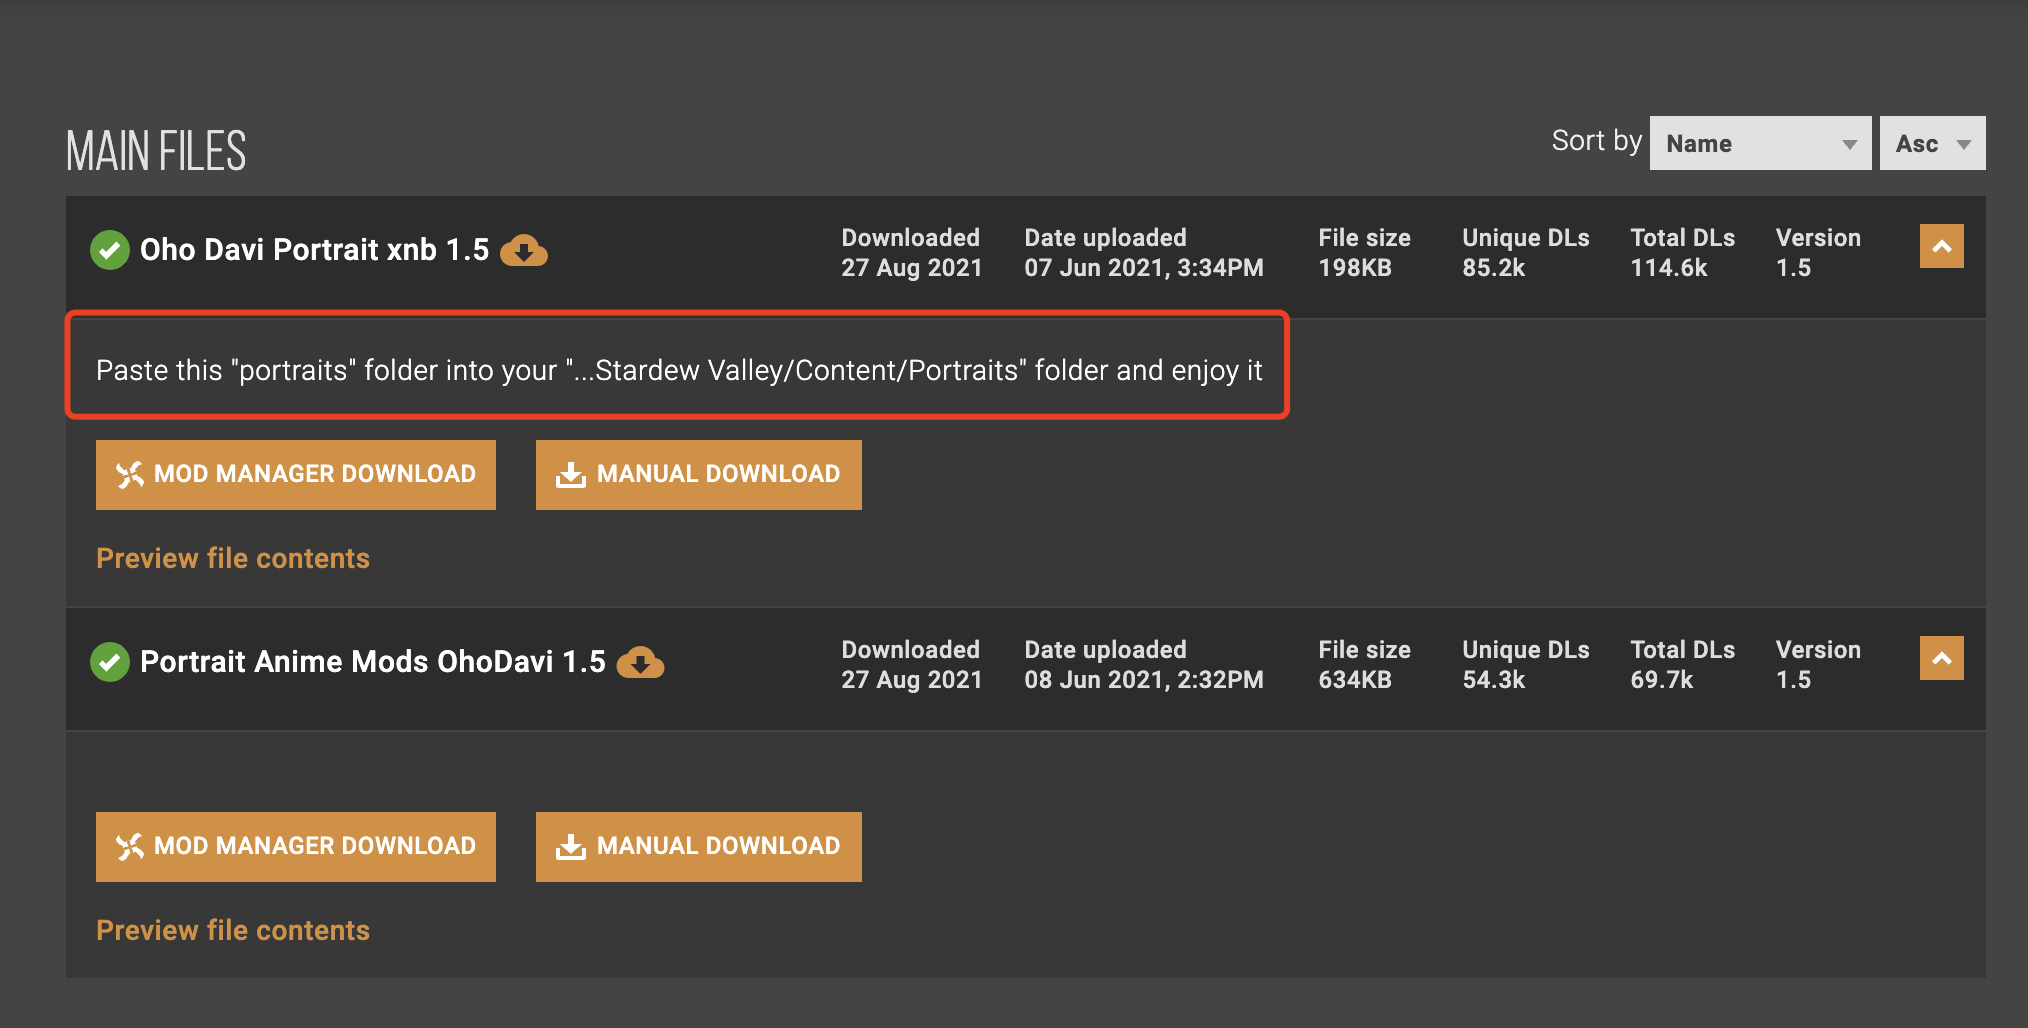 MAIN FILES
Sort by Name Asc
Oho Davi Portrait xnb 1.5
Downloaded Date uploaded File size Unique DLs Total DLs Version
27 Aug 2021 07 Jun 2021, 3:34PM 198KB 85.2k 114.6k 1.5
Paste this "portraits" folder into your "...Stardew Valley/Content/Portraits" folder and enjoy it
MOD MANAGER DOWNLOAD MANUAL DOWNLOAD
Preview file contents
Portrait Anime Mods OhoDavi 1.5
Downloaded Date uploaded File size Unique DLs Total DLs Version
27 Aug 2021 08 Jun 2021, 2:32PM 634KB 54.3k 69.7k 1.5
MOD MANAGER DOWNLOAD MANUAL DOWNLOAD
Preview file contents